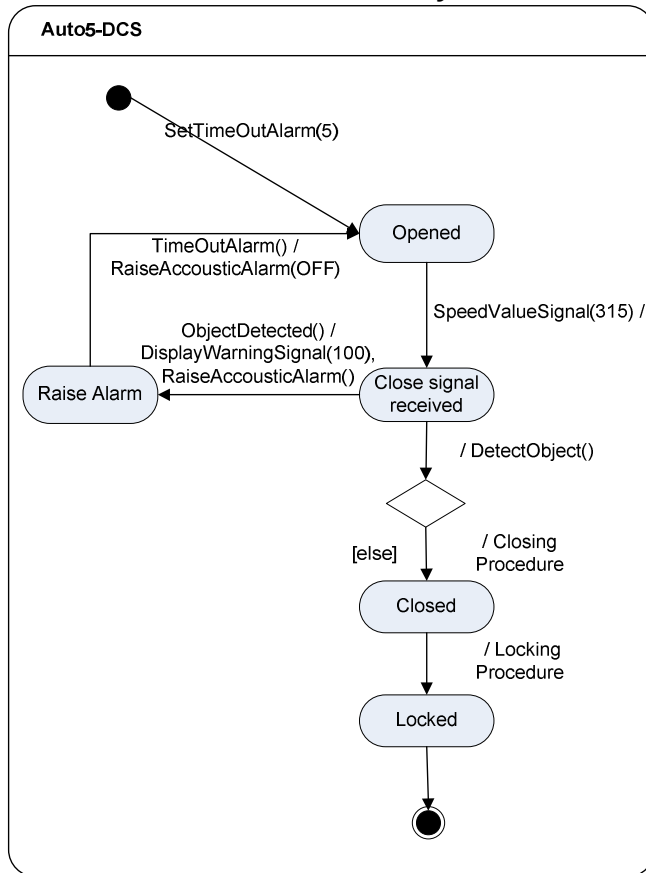 Auto5-DCS
SetTimeOutAlarm(5)
Opened
TimeOutAlarm() /
RaiseAccousticAlarm(OFF)
SpeedValueSignal(315) /
ObjectDetected() /
DisplayWarningSignal(100),
RaiseAccousticAlarm()
Raise Alarm
Close signal
received
/ DetectObject()
[else]
/ Closing
Procedure
Closed
/ Locking
Procedure
Locked